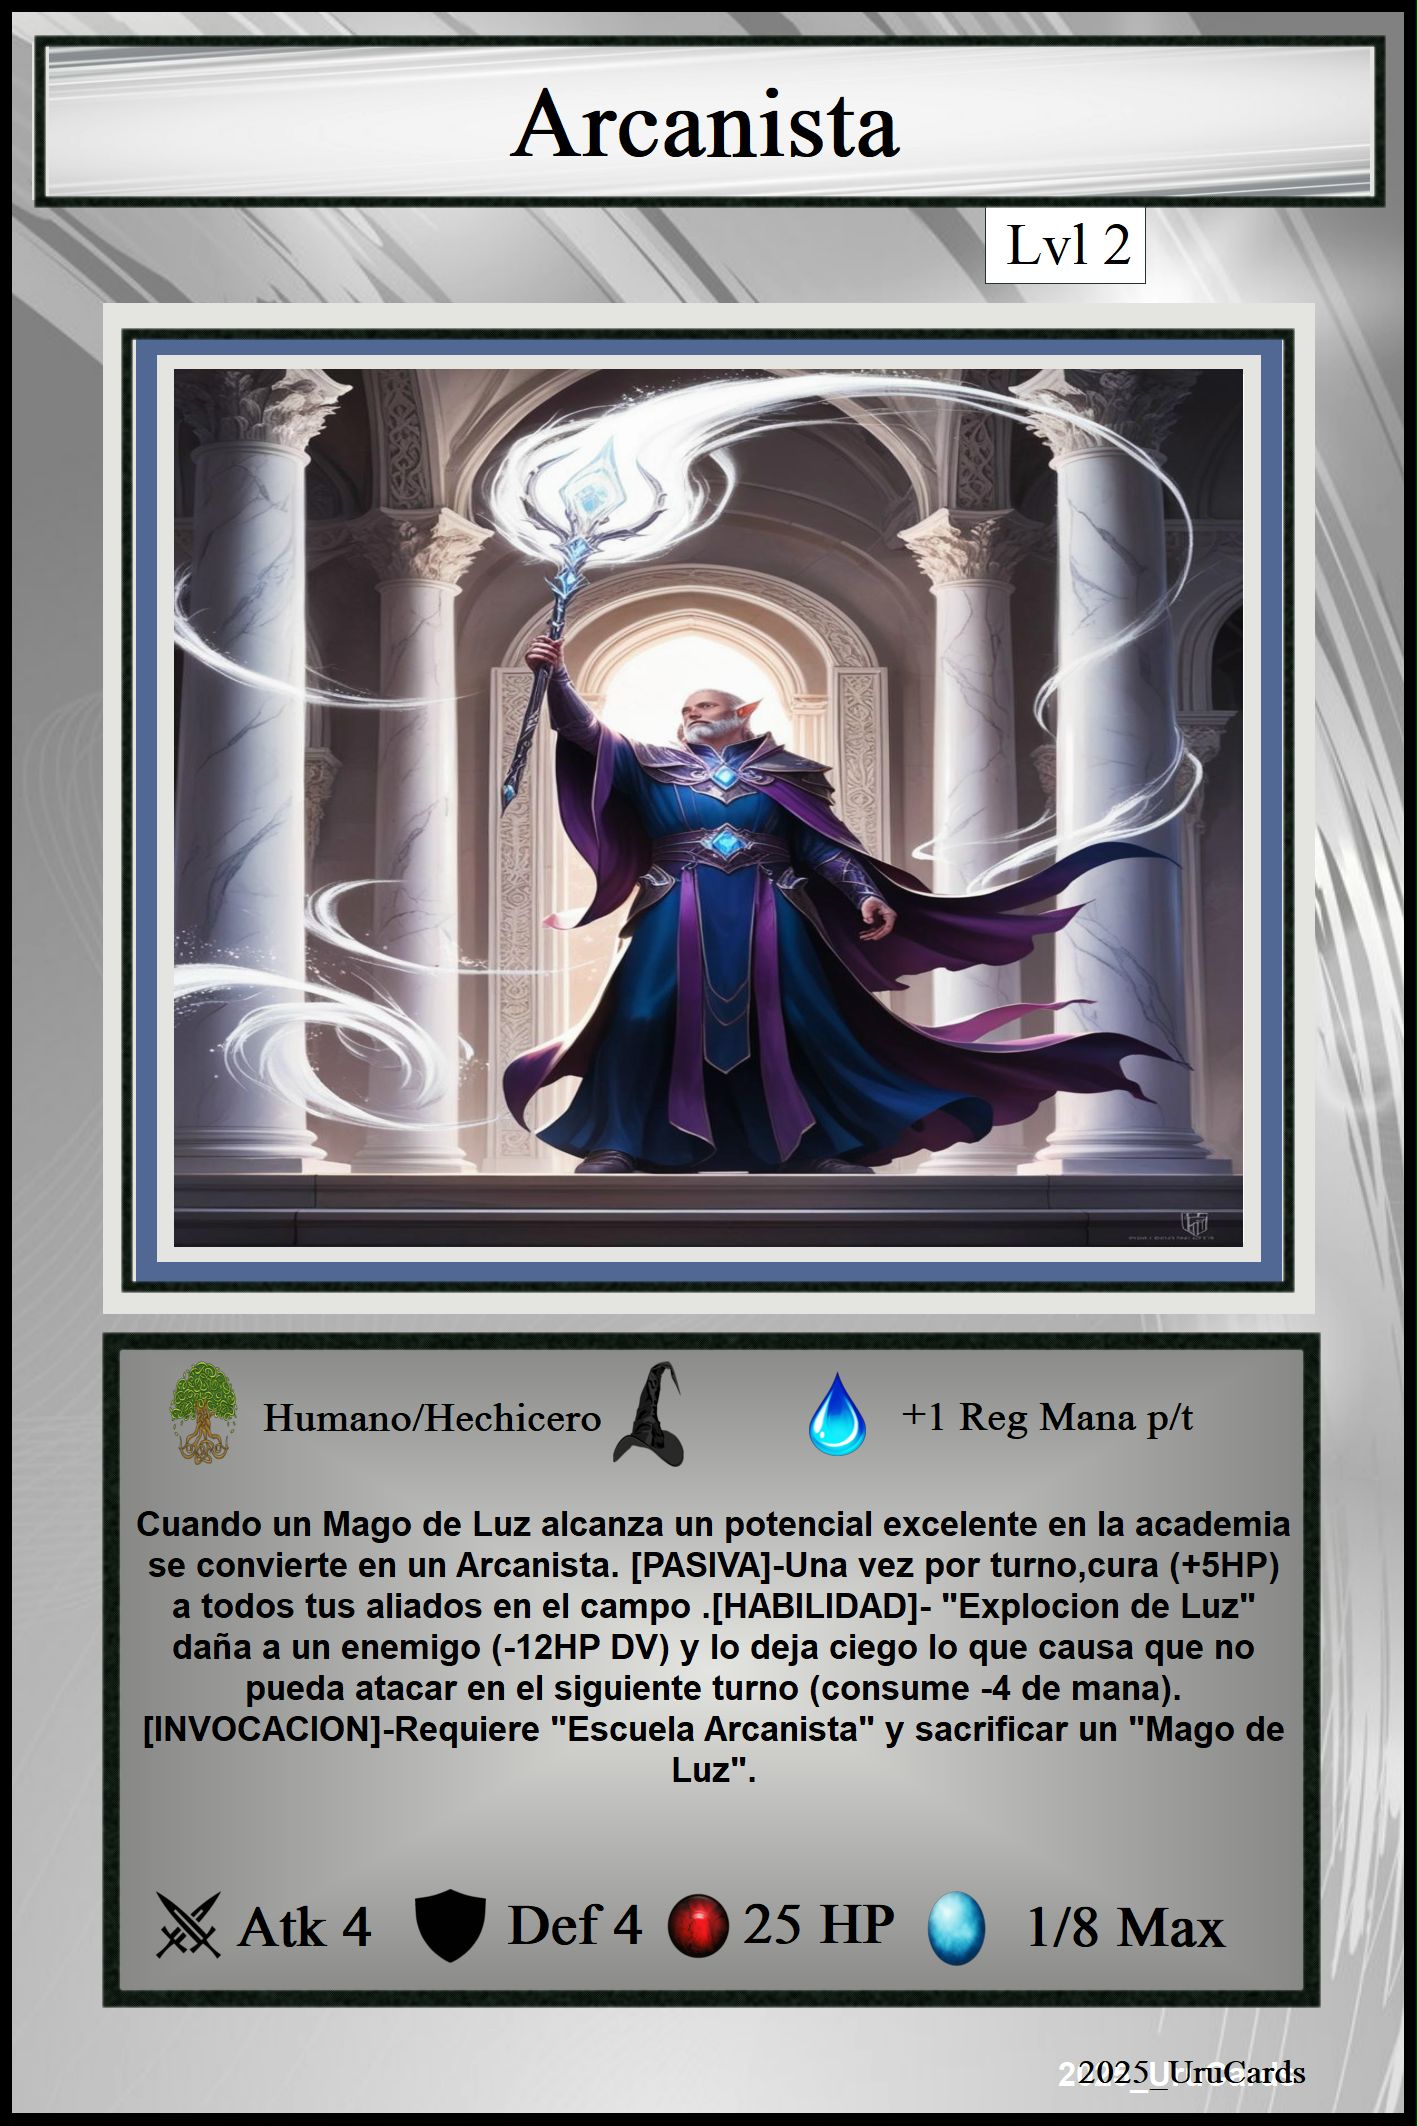 Arcanista
Lvl 2
Humano/Hechicero
+1 Reg Mana p/t
Cuando un Mago de Luz alcanza un potencial excelente en la academia
se convierte en un Arcanista. [PASIVA]-Una vez por turno,cura (+5HP)
a todos tus aliados en el campo .[HABILIDAD]- "Explocion de Luz"
daña a un enemigo (-12HP DV) y lo deja ciego lo que causa que no
pueda atacar en el siguiente turno (consume -4 de mana).
[INVOCACION]-Requiere "Escuela Arcanista" y sacrificar un "Mago de
Luz".
Atk 4
Def 4
25 HP
1/8 Max
2025_UruCards